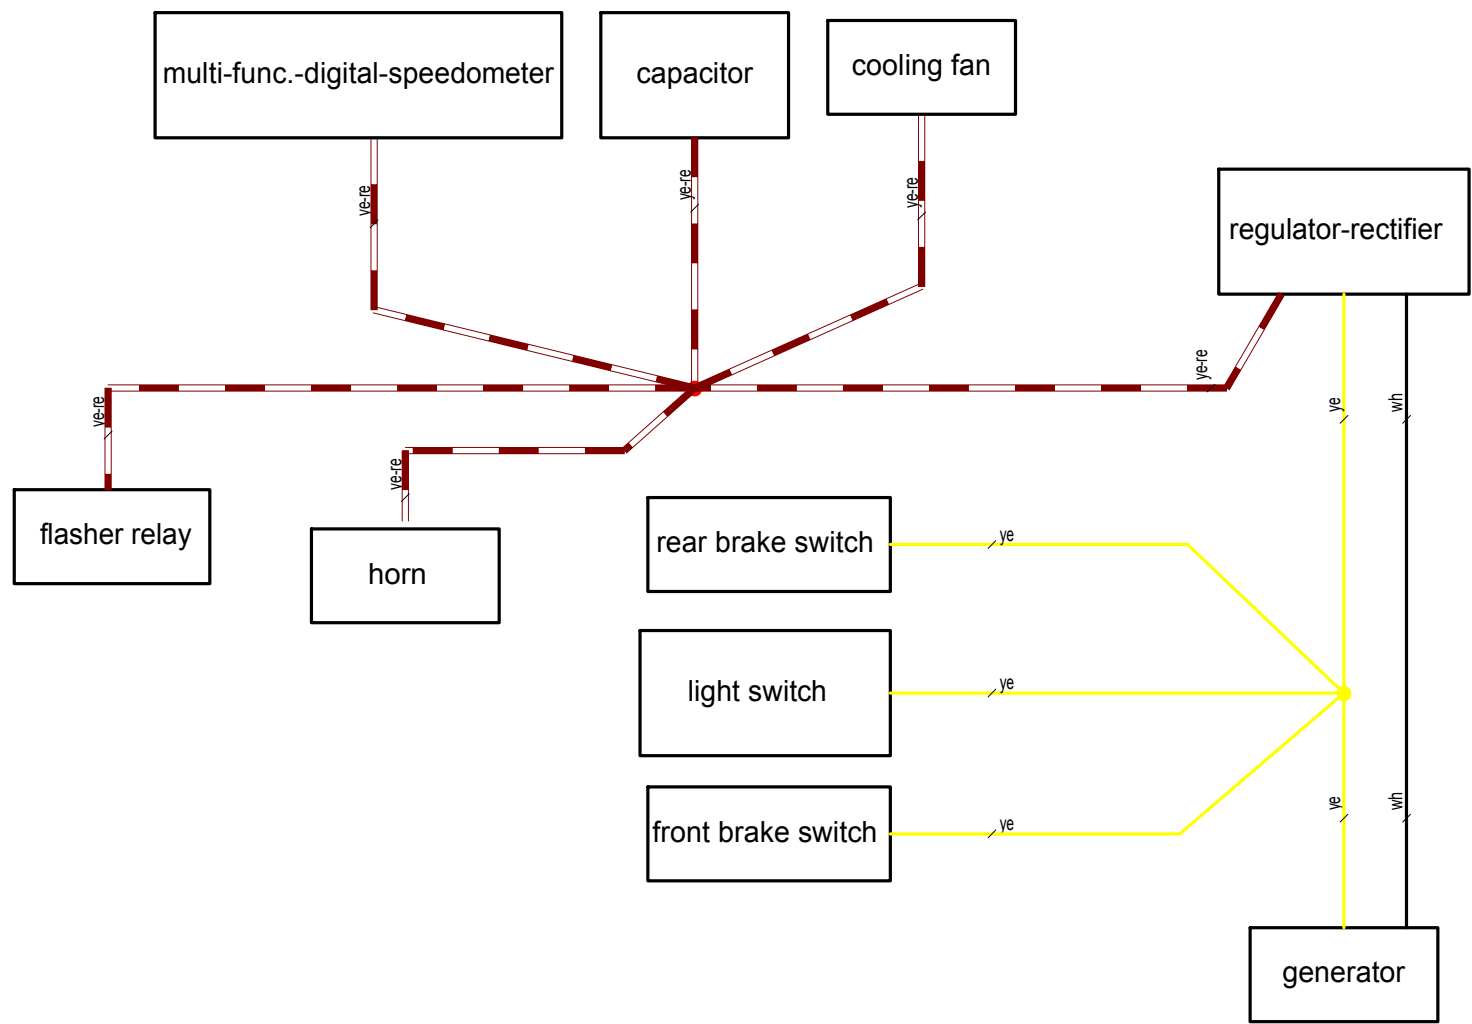 multi-func.-digital-speedometer
capacitor
cooling fan
regulator-rectifier
ye-re
ye-re
ye-re
ye-re
ye
wh
ye-re
ye-re
flasher relay
horn
rear brake switch
ye
light switch
ye
front brake switch
ye
ye
wh
generator